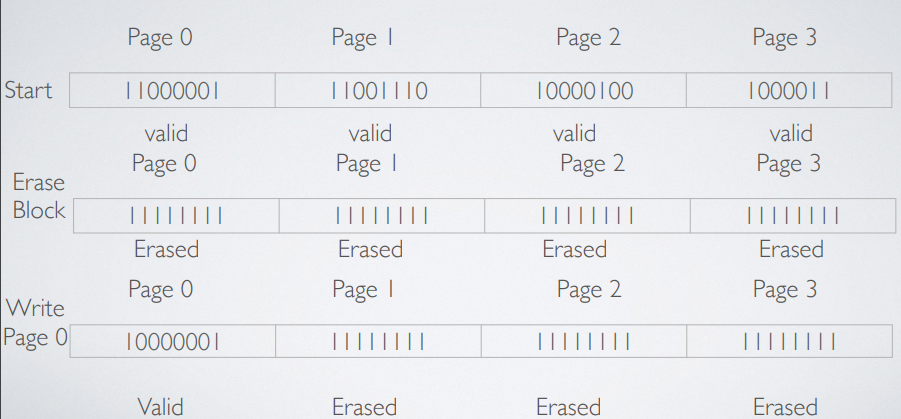 Page 0 Page 1 Page 2 Page 3
Start 11000001 11001110 10000100 1000011
valid valid valid valid
Page 0 Page 1 Page 2 Page 3
Erase
Block 11111111 11111111 11111111 11111111
Erased Erased Erased Erased
Page 0 Page 1 Page 2 Page 3
Write
Page 0 10000001 11111111 11111111 11111111
Valid Erased Erased Erased